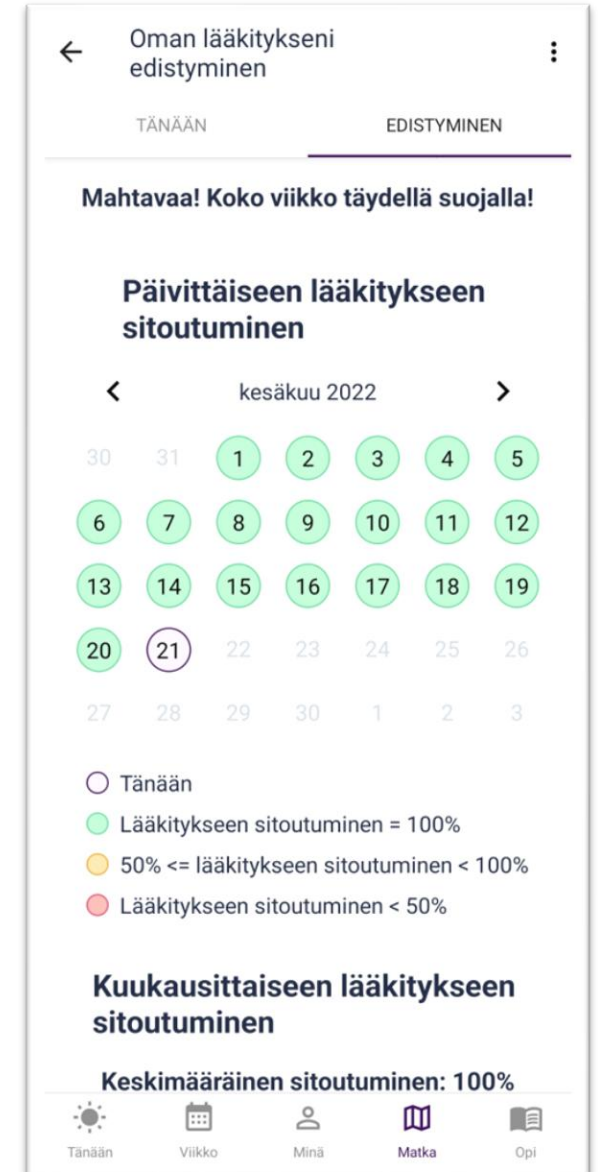 Oman lääkitykseni
edistyminen
TÄNÄÄN EDISTYMINEN
Mahtavaa! Koko viikko täydellä suojalla!
Päivittäiseen lääkitykseen
sitoutuminen
kesäkuu 2022
30 31 1 2 3 4 5
6 7 8 9 10 11 12
13 14 15 16 17 18 19
20 21 22 23 24 25 26
27 28 29 30 1 2 3
Tänään
Lääkitykseen sitoutuminen = 100%
50% <= lääkitykseen sitoutuminen < 100%
Lääkitykseen sitoutuminen < 50%
Kuukausittaiseen lääkitykseen
sitoutuminen
Keskimääräinen sitoutuminen: 100%
Tänään Viikko Minä Matka Opi